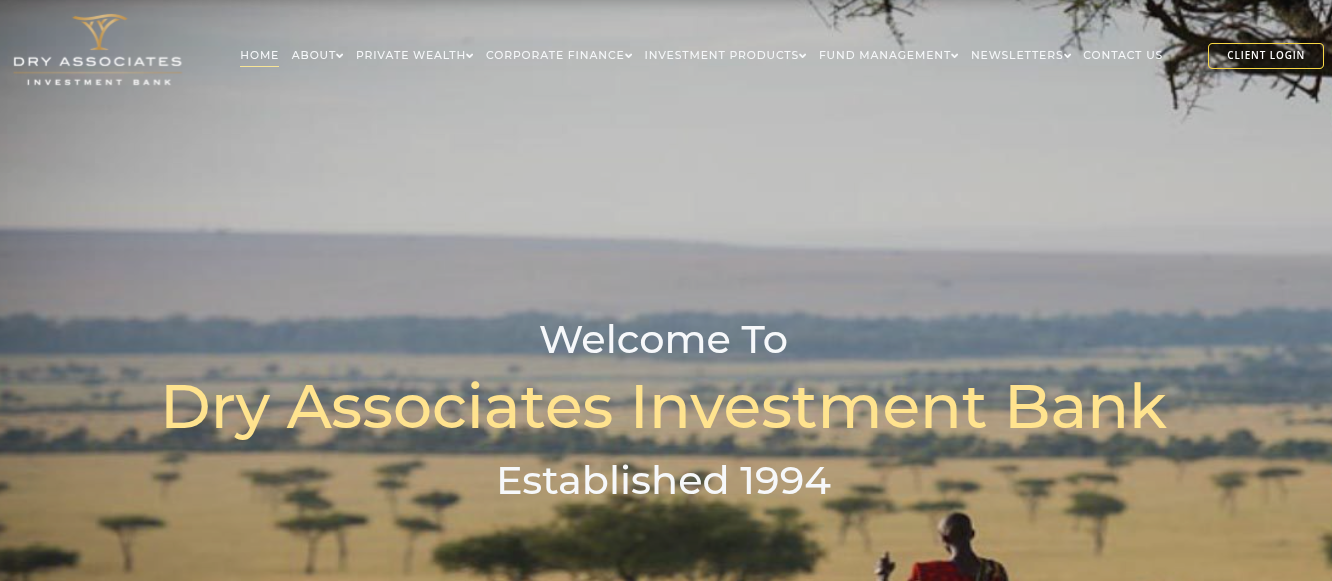 DRY ASSOCIATES
INVESTMENT BANK
HOME ABOUT PRIVATE WEALTH CORPORATE FINANCE INVESTMENT PRODUCTS FUND MANAGEMENT NEWSLETTERS CONTACT US CLIENT LOGIN
Welcome To
Dry Associates Investment Bank
Established 1994